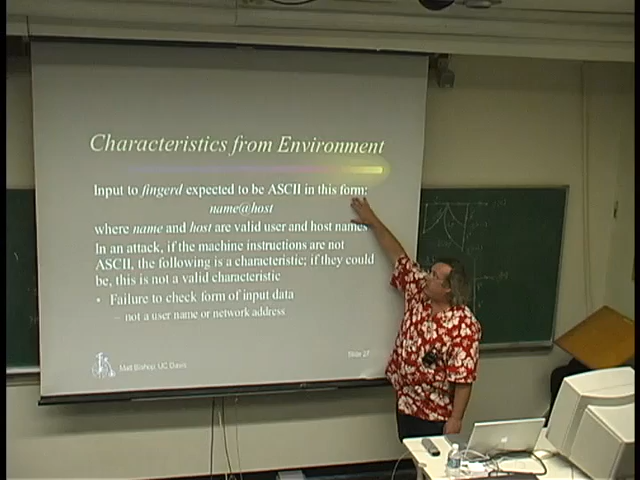 Characteristics from Environment
Input to fingerd expected to be ASCII in this form:
name@host
where name and host are valid user and host names
In an attack, if the machine instructions are not
ASCII, the following is a characteristic; if they could
be, this is not a valid characteristic
• Failure to check form of input data
– not a user name or network address
Matt Bishop, UC Davis
Slide 27